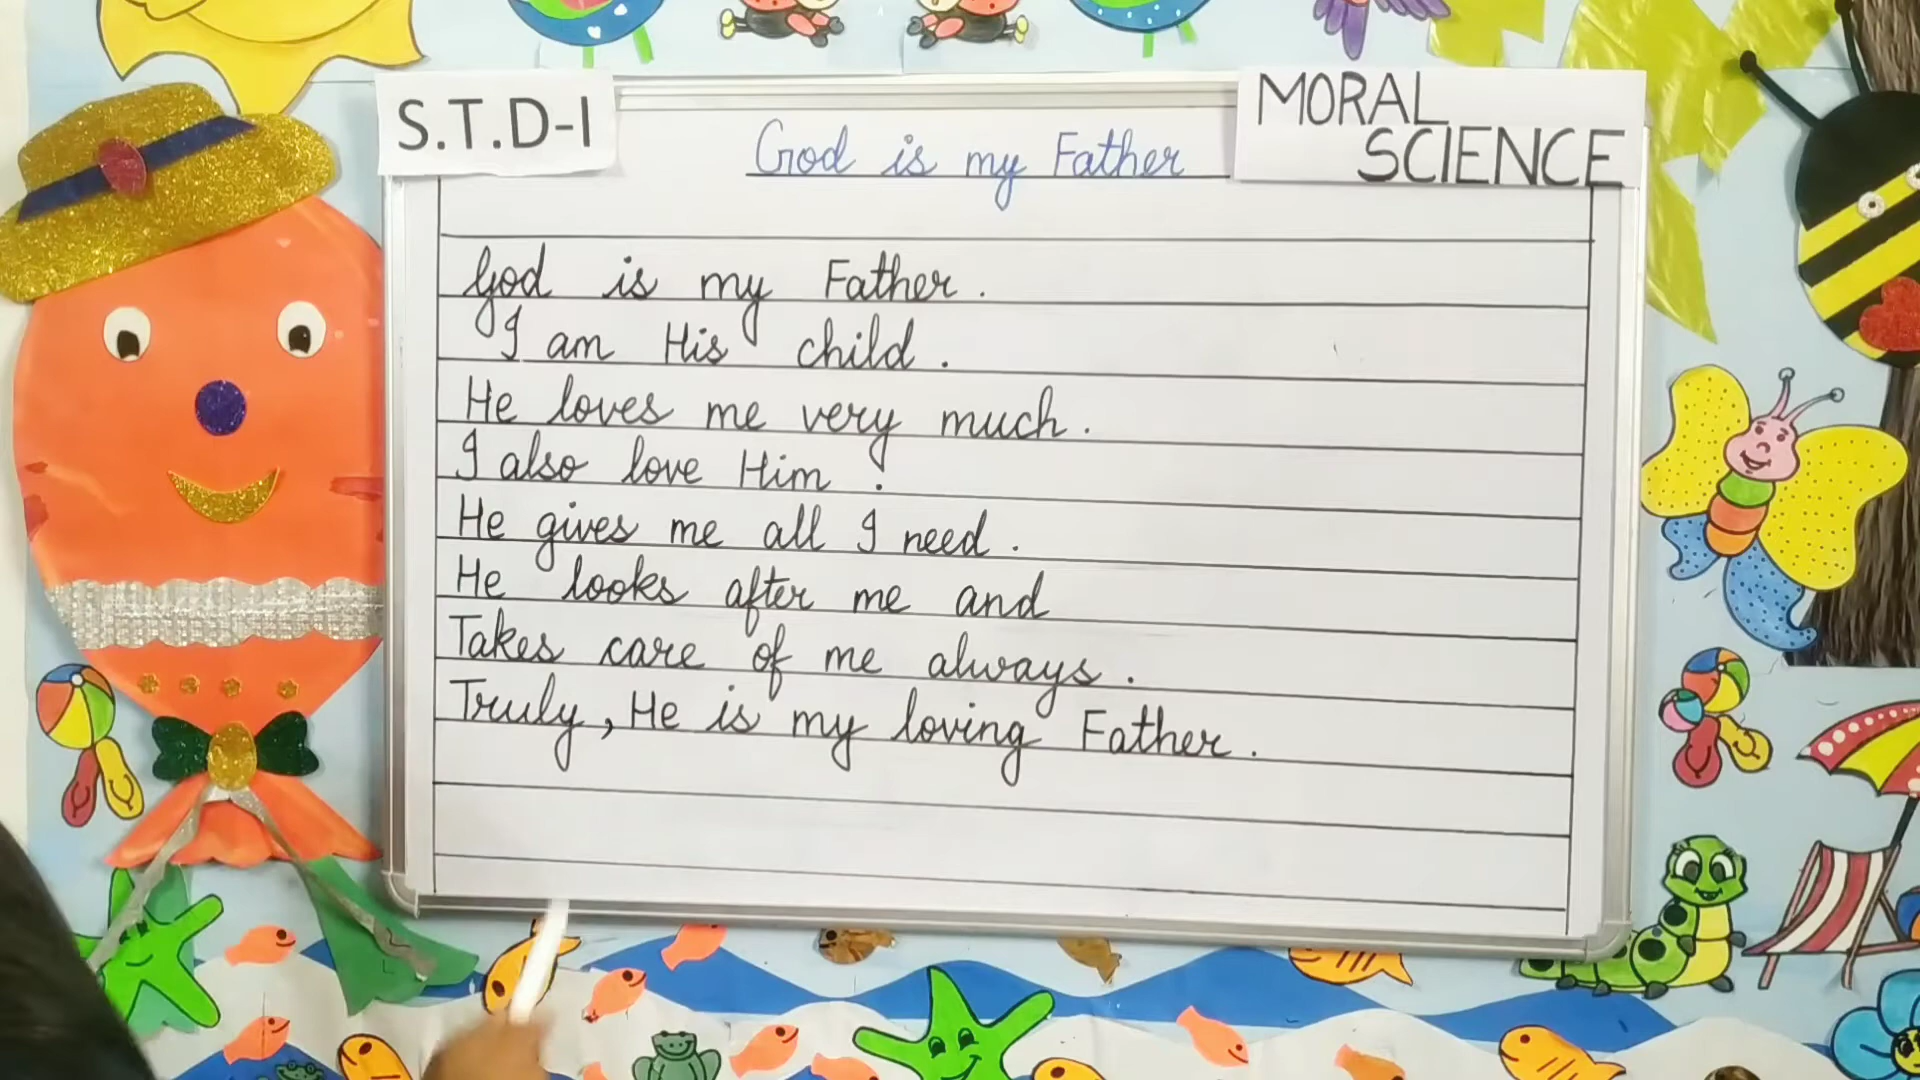 S.T.D-I
MORAL
SCIENCE
God is my Father
God is my Father.
I am His child.
He loves me very much.
I also love Him.
He gives me all I need.
He looks after me and
Takes care of me always.
Truly, He is my loving Father.